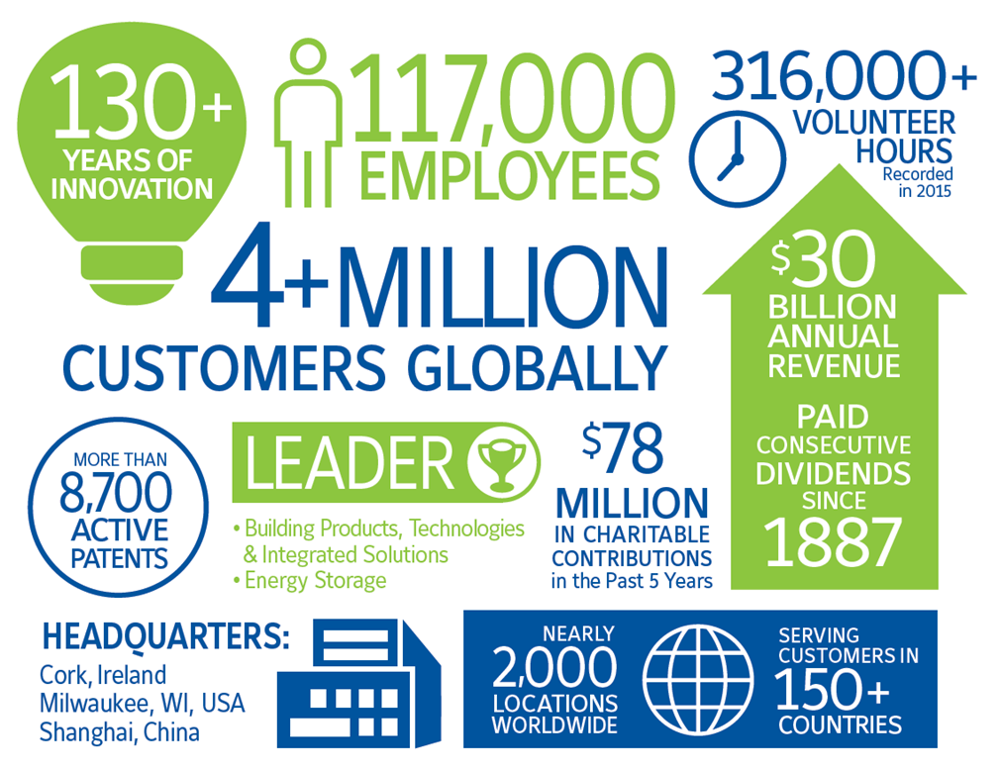 130+
YEARS OF
INNOVATION
117,000
EMPLOYEES
316,000+
VOLUNTEER
HOURS
Recorded
in 2015
4+MILLION
CUSTOMERS GLOBALLY
$30
BILLION
ANNUAL
REVENUE
PAID
CONSECUTIVE
DIVIDENDS
SINCE
1887
MORE THAN
8,700
ACTIVE
PATENTS
LEADER
• Building Products, Technologies
& Integrated Solutions
• Energy Storage
$78
MILLION
IN CHARITABLE
CONTRIBUTIONS
in the Past 5 Years
HEADQUARTERS:
Cork, Ireland
Milwaukee, WI, USA
Shanghai, China
NEARLY
2,000
LOCATIONS
WORLDWIDE
SERVING
CUSTOMERS IN
150+
COUNTRIES